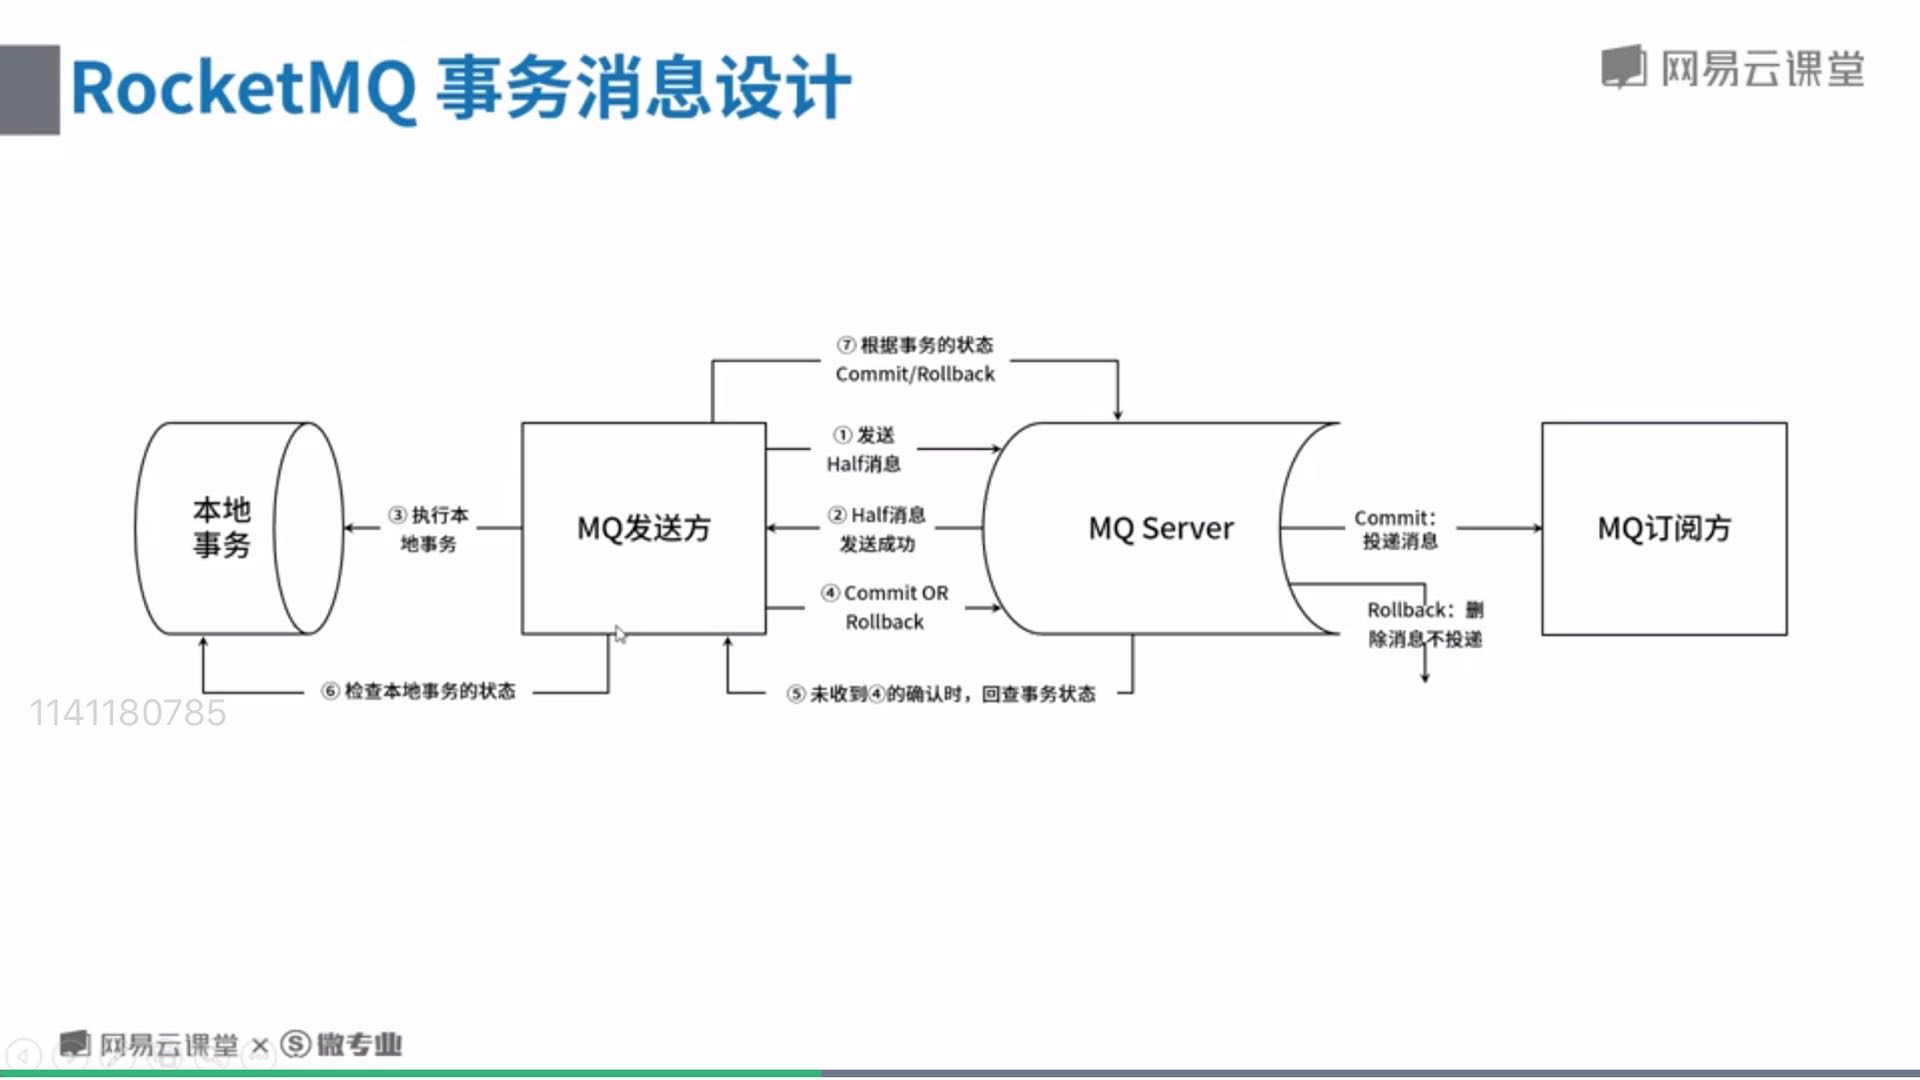 RocketMQ 事务消息设计
网易云课堂
⑦ 根据事务的状态
Commit/Rollback
① 发送
Half消息
本地
事务
③ 执行本
地事务
MQ发送方
② Half消息
发送成功
MQ Server
Commit：
投递消息
MQ订阅方
④ Commit OR
Rollback
Rollback：删
除消息不投递
⑥ 检查本地事务的状态
⑤ 未收到④的确认时，回查事务状态
1141180785
网易云课堂 × 微专业